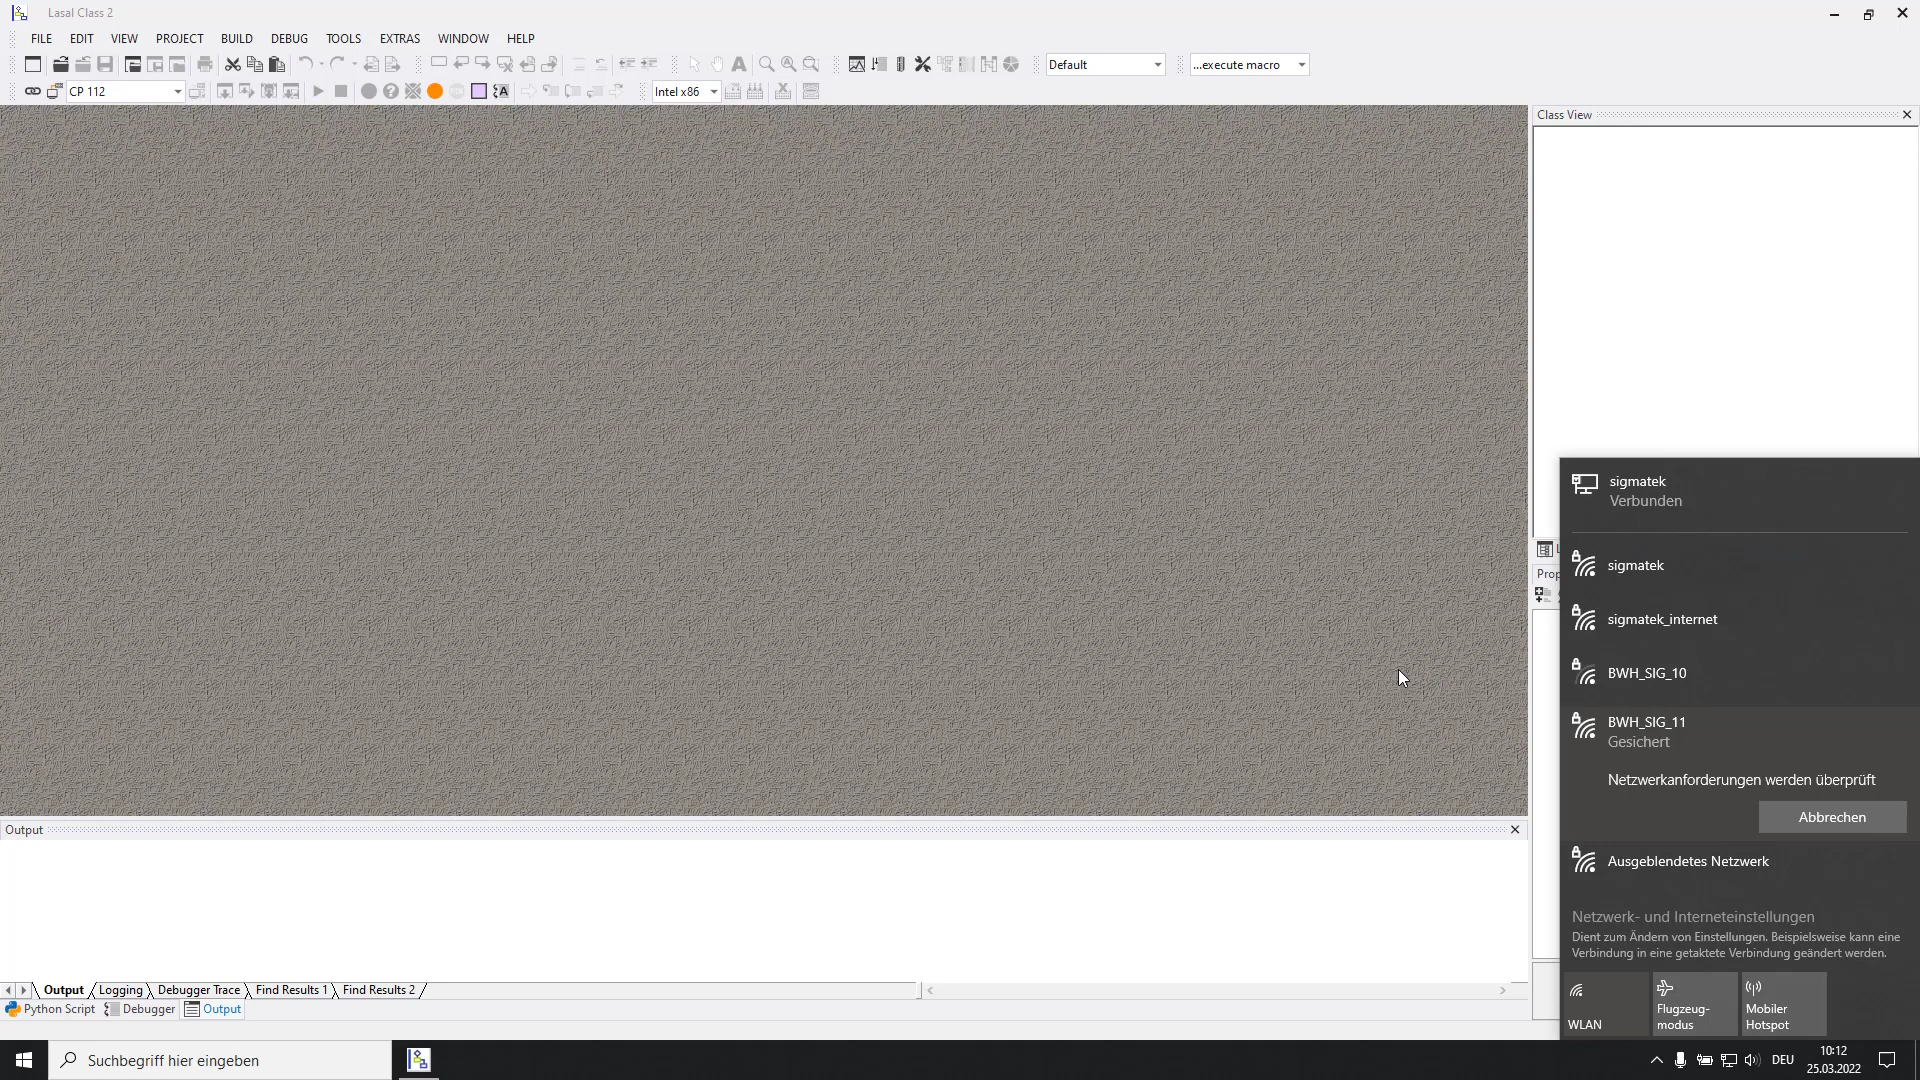 Lasal Class 2
FILE EDIT VIEW PROJECT BUILD DEBUG TOOLS EXTRAS WINDOW HELP
Default
...execute macro
CP 112
Intel x86
Class View
Prop
sigmatek
Verbunden
sigmatek
sigmatek_internet
BWH_SIG_10
BWH_SIG_11
Gesichert
Netzwerkanforderungen werden überprüft
Abbrechen
Ausgeblendetes Netzwerk
Netzwerk- und Interneteinstellungen
Dient zum Ändern von Einstellungen. Beispielsweise kann eine
Verbindung in eine getaktete Verbindung geändert werden.
WLAN
Flugzeug-
modus
Mobiler
Hotspot
Output
Output Logging Debugger Trace Find Results 1 Find Results 2
Python Script Debugger Output
Suchbegriff hier eingeben
DEU
10:12
25.03.2022